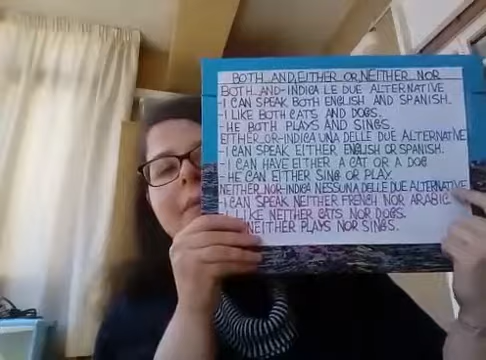 BOTH AND, EITHER OR, NEITHER NOR
BOTH AND-INDICA LE DUE ALTERNATIVE
-I CAN SPEAK BOTH ENGLISH AND SPANISH.
-I LIKE BOTH CATS AND DOGS.
-HE BOTH PLAYS AND SINGS.
EITHER OR-INDICA UNA DELLE DUE ALTERNATIVE
-I CAN SPEAK EITHER ENGLISH OR SPANISH.
I CAN HAVE EITHER A CAT OR A DOG
-HE CAN EITHER SING OR PLAY.
NEITHER NOR-INDICA NESSUNA DELLE DUE ALTERNATIVE
-I CAN SPEAK NEITHER FRENCH NOR ARABIC
LIKE NEITHER CATS NOR DOGS.
NEITHER PLAYS NOR SINGS.